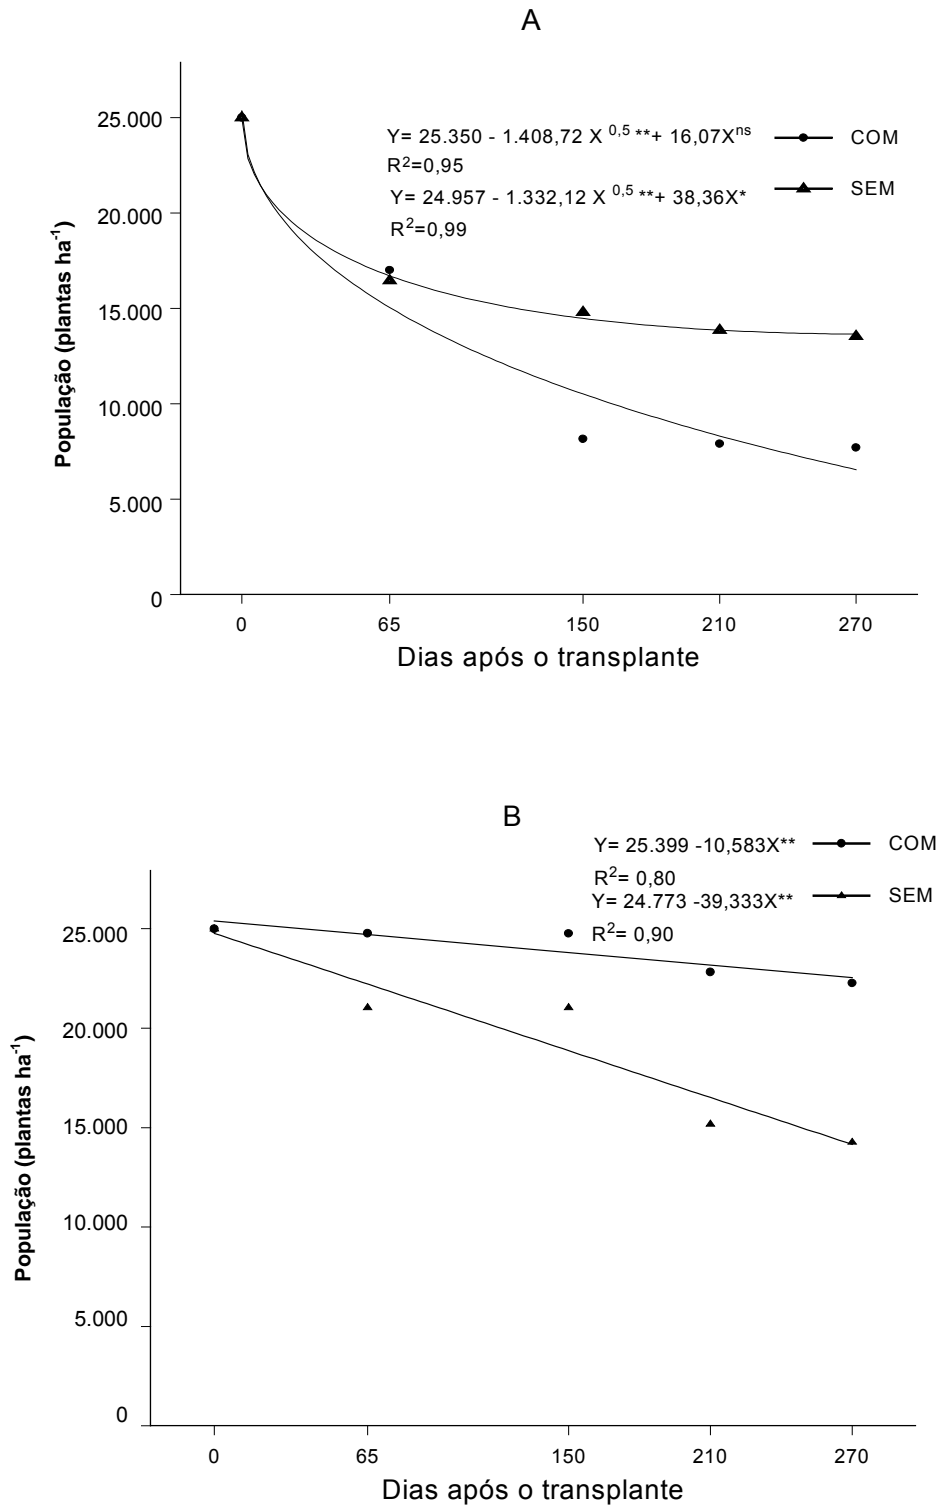 A
Y= 25.350 - 1.408,72 X 0,5 **+ 16,07Xns
COM
R2=0,95
Y= 24.957 - 1.332,12 X 0,5 **+ 38,36X*
SEM
R2=0,99
População (plantas ha-1)
25.000
20.000
15.000
10.000
5.000
0
0 65 150 210 270
Dias após o transplante
B
Y= 25.399 -10,583X**
COM
R2= 0,80
Y= 24.773 -39,333X**
SEM
R2= 0,90
População (plantas ha-1)
25.000
20.000
15.000
10.000
5.000
0
0 65 150 210 270
Dias após o transplante